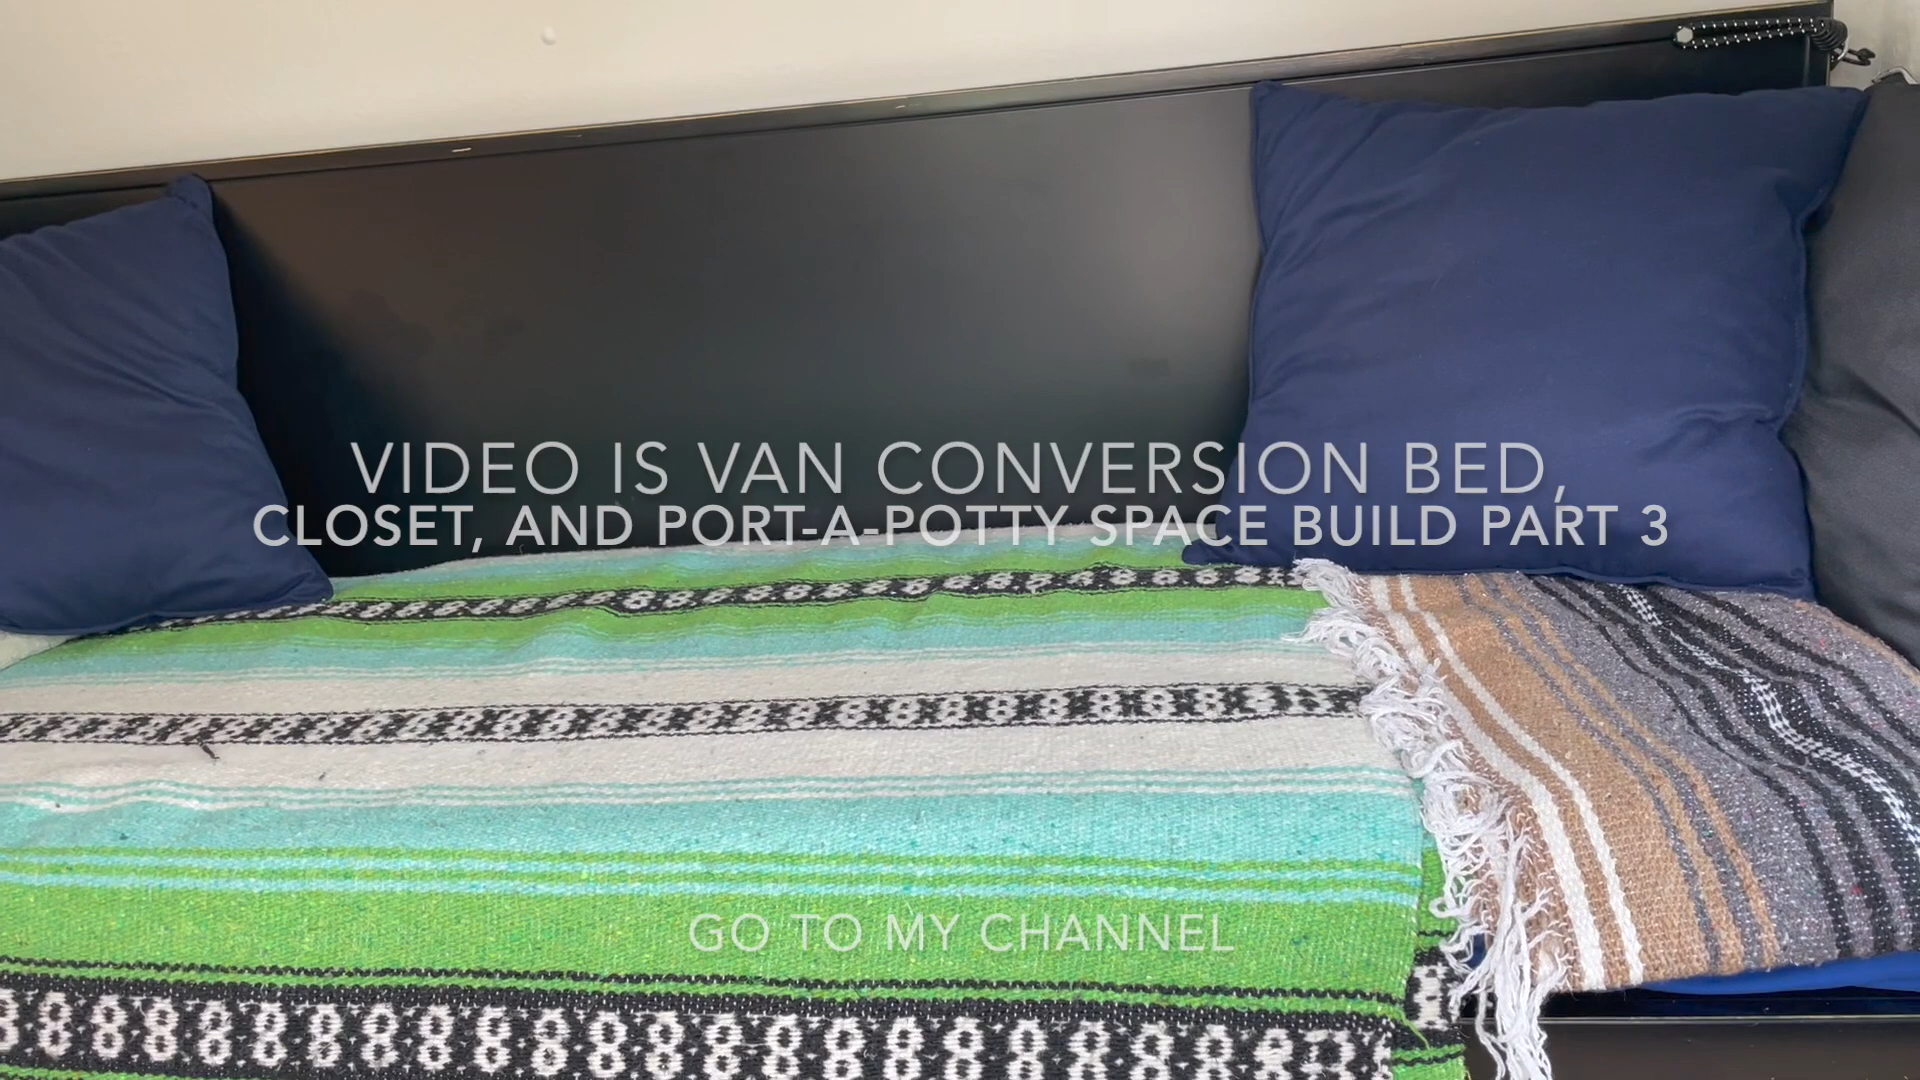 VIDEO IS VAN CONVERSION BED,
CLOSET, AND PORT-A-POTTY SPACE BUILD PART 3
GO TO MY CHANNEL